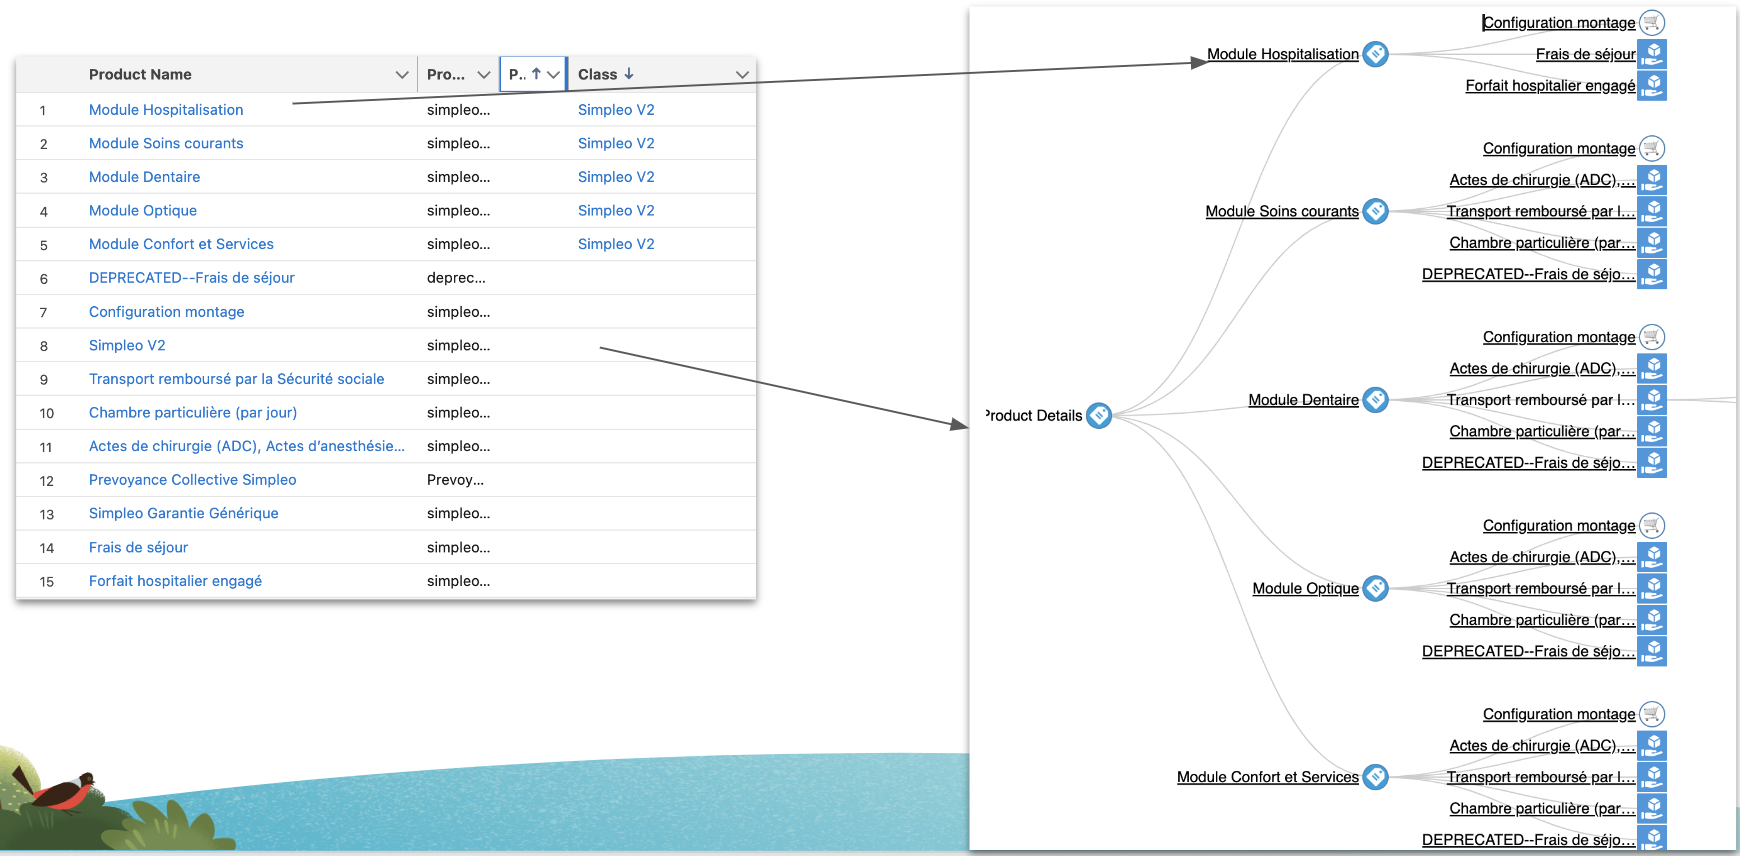 Product Name Pro... P.. Class
1 Module Hospitalisation simpleo... Simpleo V2
2 Module Soins courants simpleo... Simpleo V2
3 Module Dentaire simpleo... Simpleo V2
4 Module Optique simpleo... Simpleo V2
5 Module Confort et Services simpleo... Simpleo V2
6 DEPRECATED--Frais de séjour deprec...
7 Configuration montage simpleo...
8 Simpleo V2 simpleo...
9 Transport remboursé par la Sécurité sociale simpleo...
10 Chambre particulière (par jour) simpleo...
11 Actes de chirurgie (ADC), Actes d'anesthésie... simpleo...
12 Prevoyance Collective Simpleo Prevoy...
13 Simpleo Garantie Générique simpleo...
14 Frais de séjour simpleo...
15 Forfait hospitalier engagé simpleo...
Product Details
Module Hospitalisation
Configuration montage
Frais de séjour
Forfait hospitalier engagé
Module Soins courants
Configuration montage
Actes de chirurgie (ADC),...
Transport remboursé par l...
Chambre particulière (par...
DEPRECATED--Frais de séjo...
Module Dentaire
Configuration montage
Actes de chirurgie (ADC),...
Transport remboursé par l...
Chambre particulière (par...
DEPRECATED--Frais de séjo...
Module Optique
Configuration montage
Actes de chirurgie (ADC),...
Transport remboursé par l...
Chambre particulière (par...
DEPRECATED--Frais de séjo...
Module Confort et Services
Configuration montage
Actes de chirurgie (ADC),...
Transport remboursé par l...
Chambre particulière (par...
DEPRECATED--Frais de séjo...